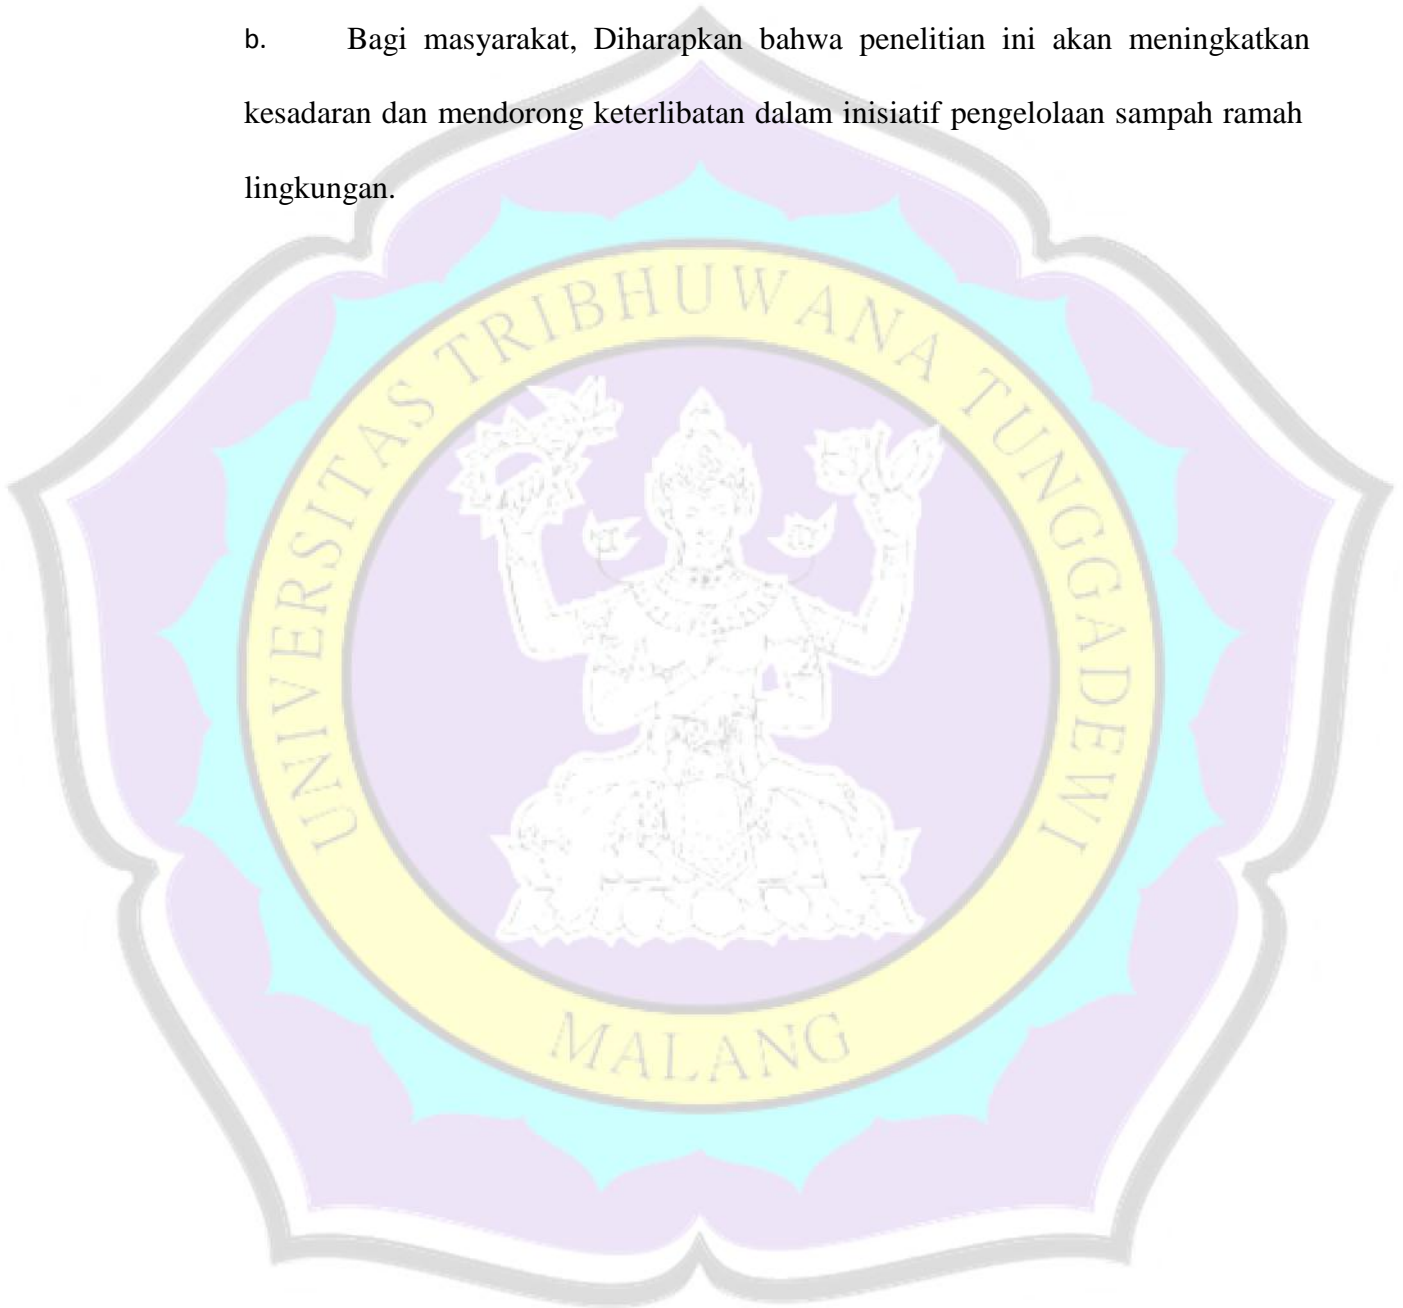 b. Bagi masyarakat, Diharapkan bahwa penelitian ini akan meningkatkan
kesadaran dan mendorong keterlibatan dalam inisiatif pengelolaan sampah ramah
lingkungan.
UNIVERSITAS TRIBHUWANA TUNGGADEWI
MALANG